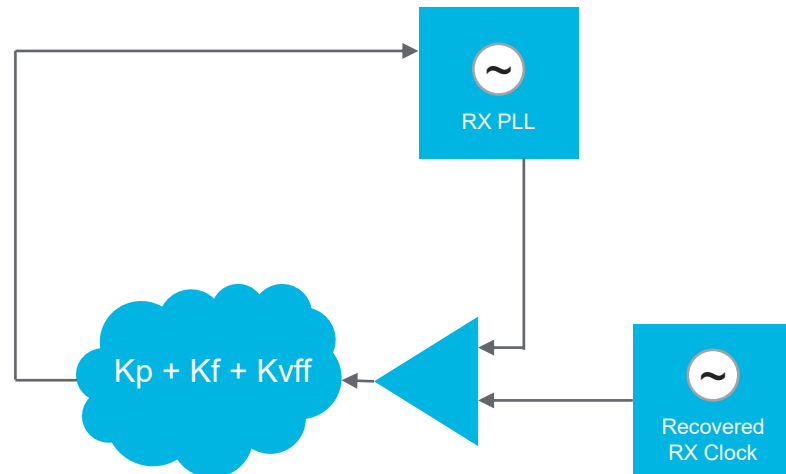 ~
RX PLL
Kp + Kf + Kvff
~
Recovered
RX Clock